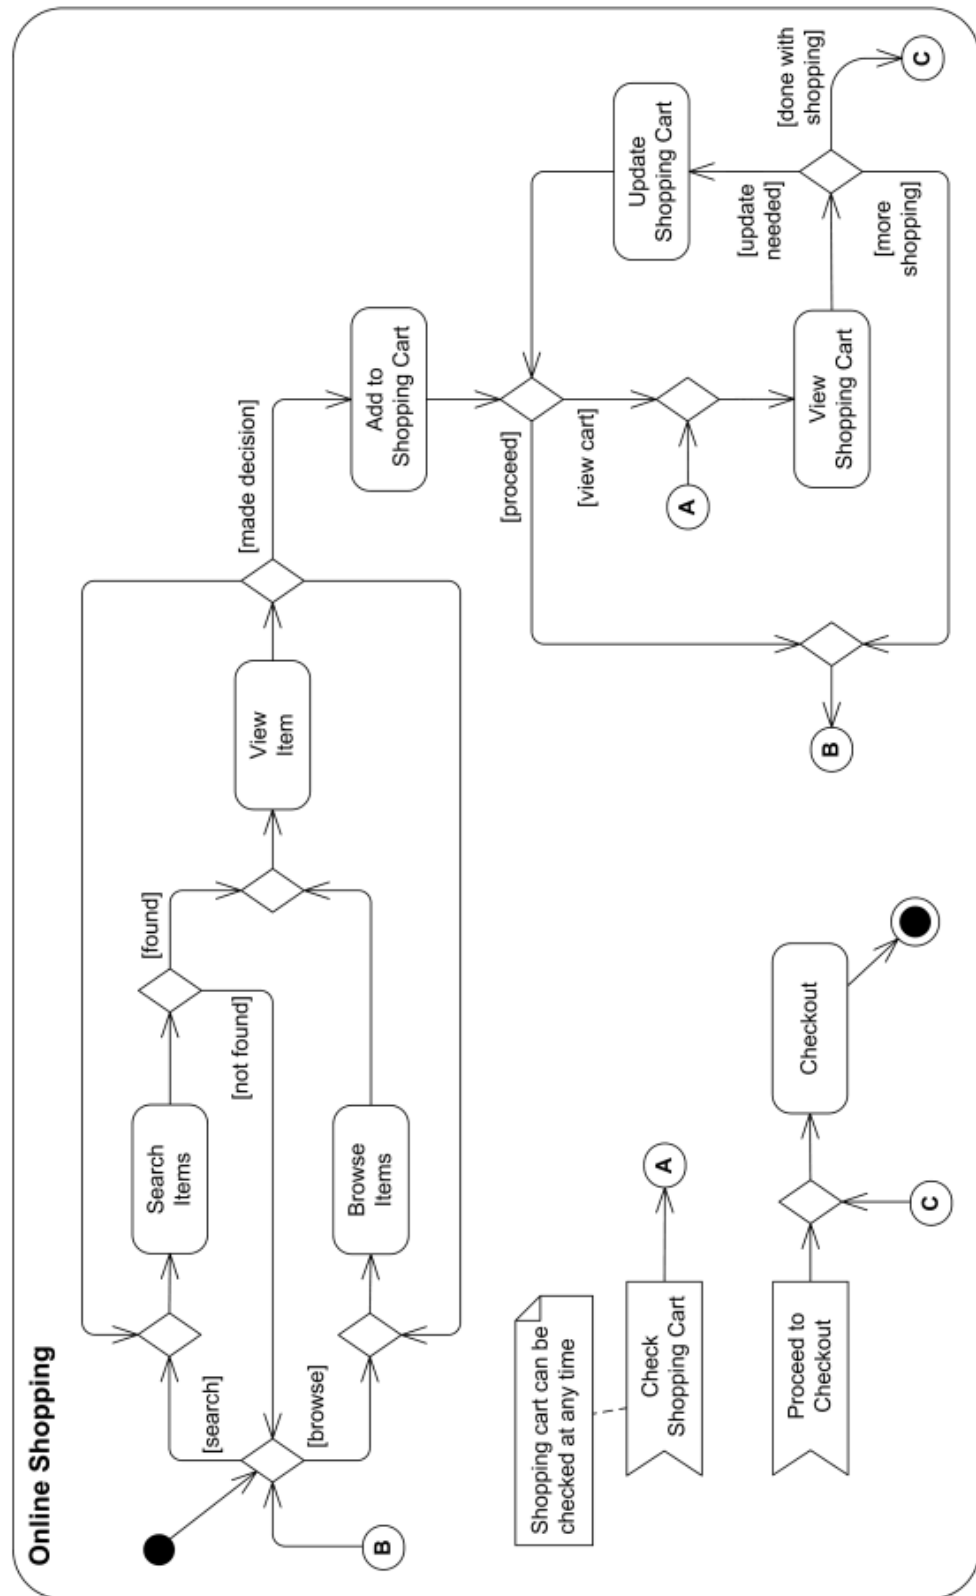 Online Shopping
[search]
[browse]
B
Search
Items
[not found]
[found]
Browse
Items
View
Item
[made decision]
Add to
Shopping Cart
[proceed]
[view cart]
A
View
Shopping Cart
Update
Shopping Cart
[update
needed]
[more
shopping]
[done with
shopping]
C
B
Shopping cart can be
checked at any time
Check
Shopping Cart
A
Proceed to
Checkout
C
Checkout